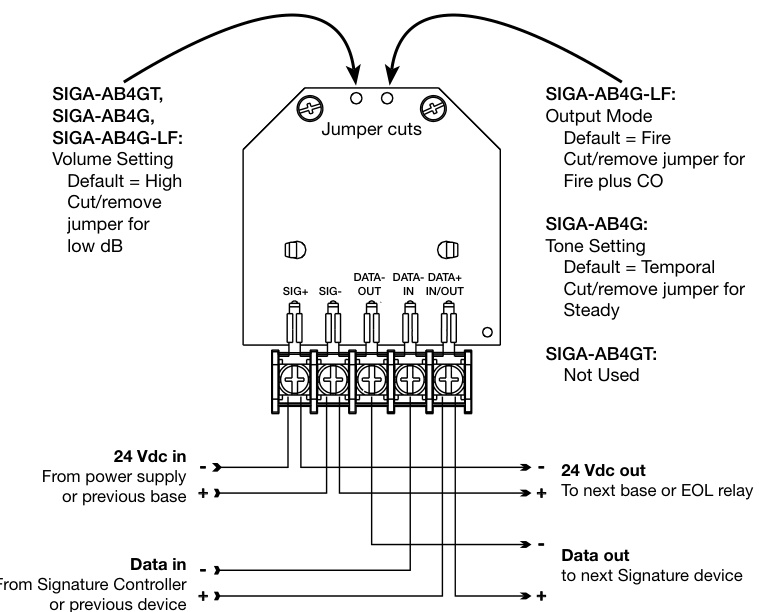 SIGA-AB4GT,
SIGA-AB4G,
SIGA-AB4G-LF:
Volume Setting
Default = High
Cut/remove
jumper for
low dB
Jumper cuts
SIGA-AB4G-LF:
Output Mode
Default = Fire
Cut/remove jumper for
Fire plus CO
SIGA-AB4G:
Tone Setting
Default = Temporal
Cut/remove jumper for
Steady
SIGA-AB4GT:
Not Used
SIG+
SIG-
DATA-
OUT
DATA-
IN
DATA+
IN/OUT
24 Vdc in
From power supply
or previous base
-
+
-
+
24 Vdc out
To next base or EOL relay
Data in
From Signature Controller
or previous device
-
+
-
+
Data out
to next Signature device